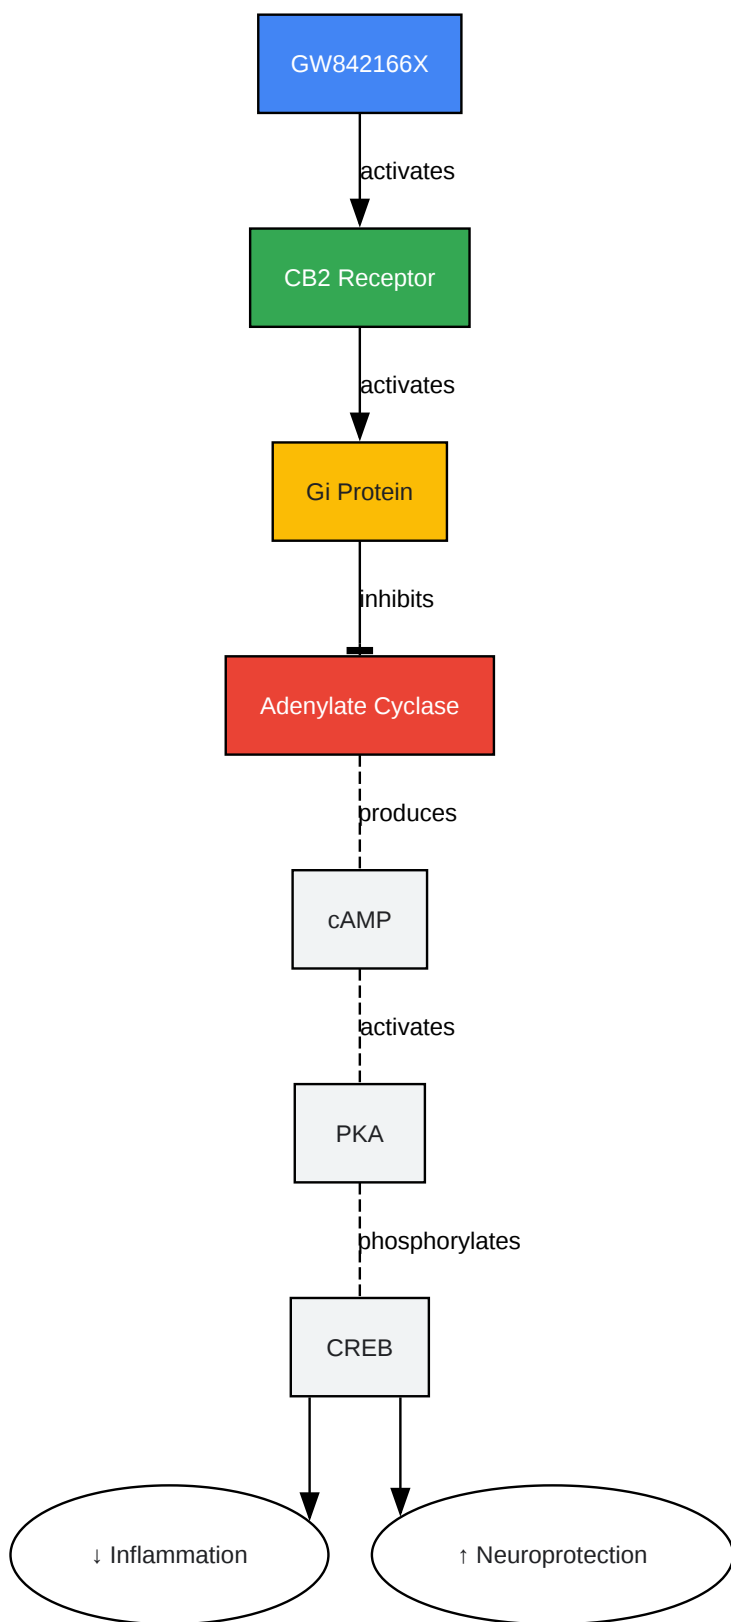 GW842166X
activates
CB2 Receptor
activates
Gi Protein
inhibits
Adenylate Cyclase
produces
cAMP
activates
PKA
phosphorylates
CREB
↓ Inflammation
↑ Neuroprotection